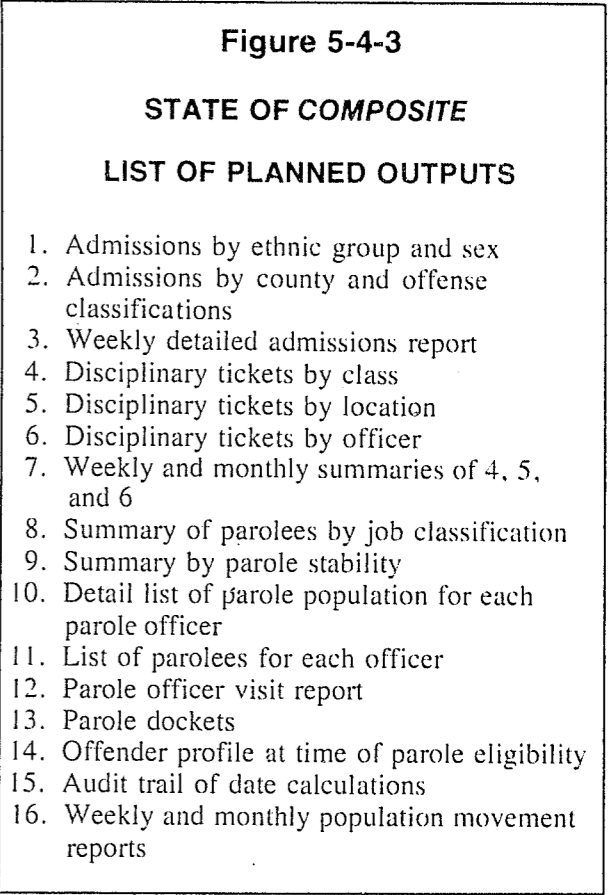 Figure 5-4-3
STATE OF COMPOSITE
LIST OF PLANNED OUTPUTS
1. Admissions by ethnic group and sex
2. Admissions by county and offense
classifications
3. Weekly detailed admissions report
4. Disciplinary tickets by class
5. Disciplinary tickets by location
6. Disciplinary tickets by officer
7. Weekly and monthly summaries of 4, 5,
and 6
8. Summary of parolees by job classification
9. Summary by parole stability
10. Detail list of parole population for each
parole officer
11. List of parolees for each officer
12. Parole officer visit report
13. Parole dockets
14. Offender profile at time of parole eligibility
15. Audit trail of date calculations
16. Weekly and monthly population movement
reports